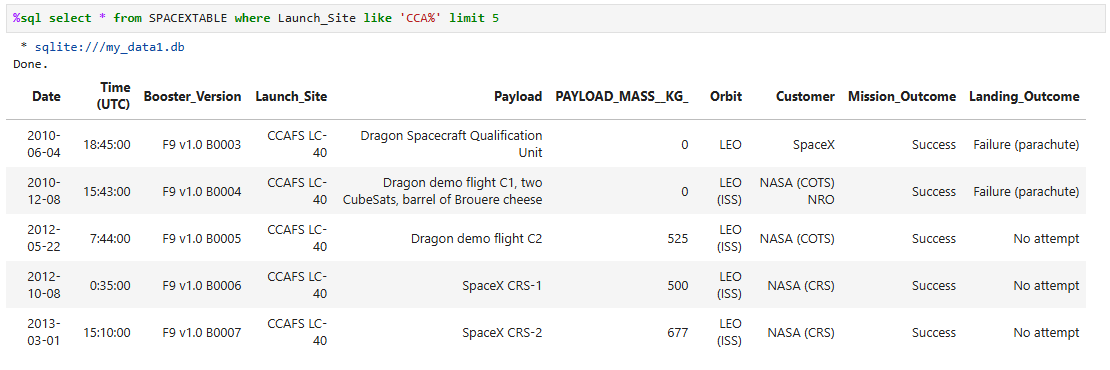 %sql select * from SPACEXTABLE where Launch_Site like 'CCA%' limit 5
* sqlite:///my_data1.db
Done.
Date Time (UTC) Booster_Version Launch_Site Payload PAYLOAD_MASS__KG_ Orbit Customer Mission_Outcome Landing_Outcome
2010-06-04 18:45:00 F9 v1.0 B0003 CCAFS LC-40 Dragon Spacecraft Qualification Unit 0 LEO SpaceX Success Failure (parachute)
2010-12-08 15:43:00 F9 v1.0 B0004 CCAFS LC-40 Dragon demo flight C1, two CubeSats, barrel of Brouere cheese 0 LEO (ISS) NASA (COTS) NRO Success Failure (parachute)
2012-05-22 7:44:00 F9 v1.0 B0005 CCAFS LC-40 Dragon demo flight C2 525 LEO (ISS) NASA (COTS) Success No attempt
2012-10-08 0:35:00 F9 v1.0 B0006 CCAFS LC-40 SpaceX CRS-1 500 LEO (ISS) NASA (CRS) Success No attempt
2013-03-01 15:10:00 F9 v1.0 B0007 CCAFS LC-40 SpaceX CRS-2 677 LEO (ISS) NASA (CRS) Success No attempt